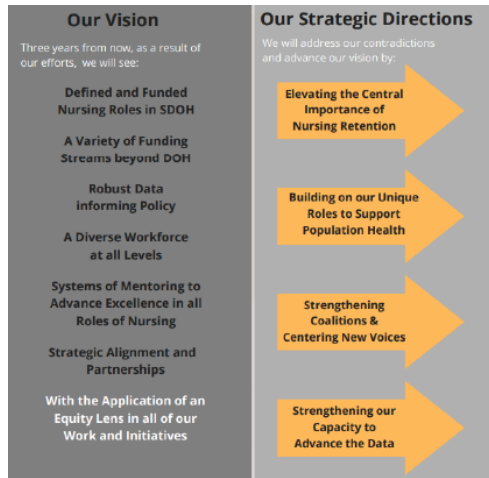 Our Vision
Three years from now, as a result of
our efforts, we will see:
Defined and Funded
Nursing Roles in SDOH
A Variety of Funding
Streams beyond DOH
Robust Data
informing Policy
A Diverse Workforce
at all Levels
Systems of Mentoring to
Advance Excellence in all
Roles of Nursing
Strategic Alignment and
Partnerships
With the Application of an
Equity Lens in all of our
Work and Initiatives
Our Strategic Directions
We will address our contradictions
and advance our vision by:
Elevating the Central
Importance of
Nursing Retention
Building on our Unique
Roles to Support
Population Health
Strengthening
Coalitions &
Centering New Voices
Strengthening our
Capacity to
Advance the Data